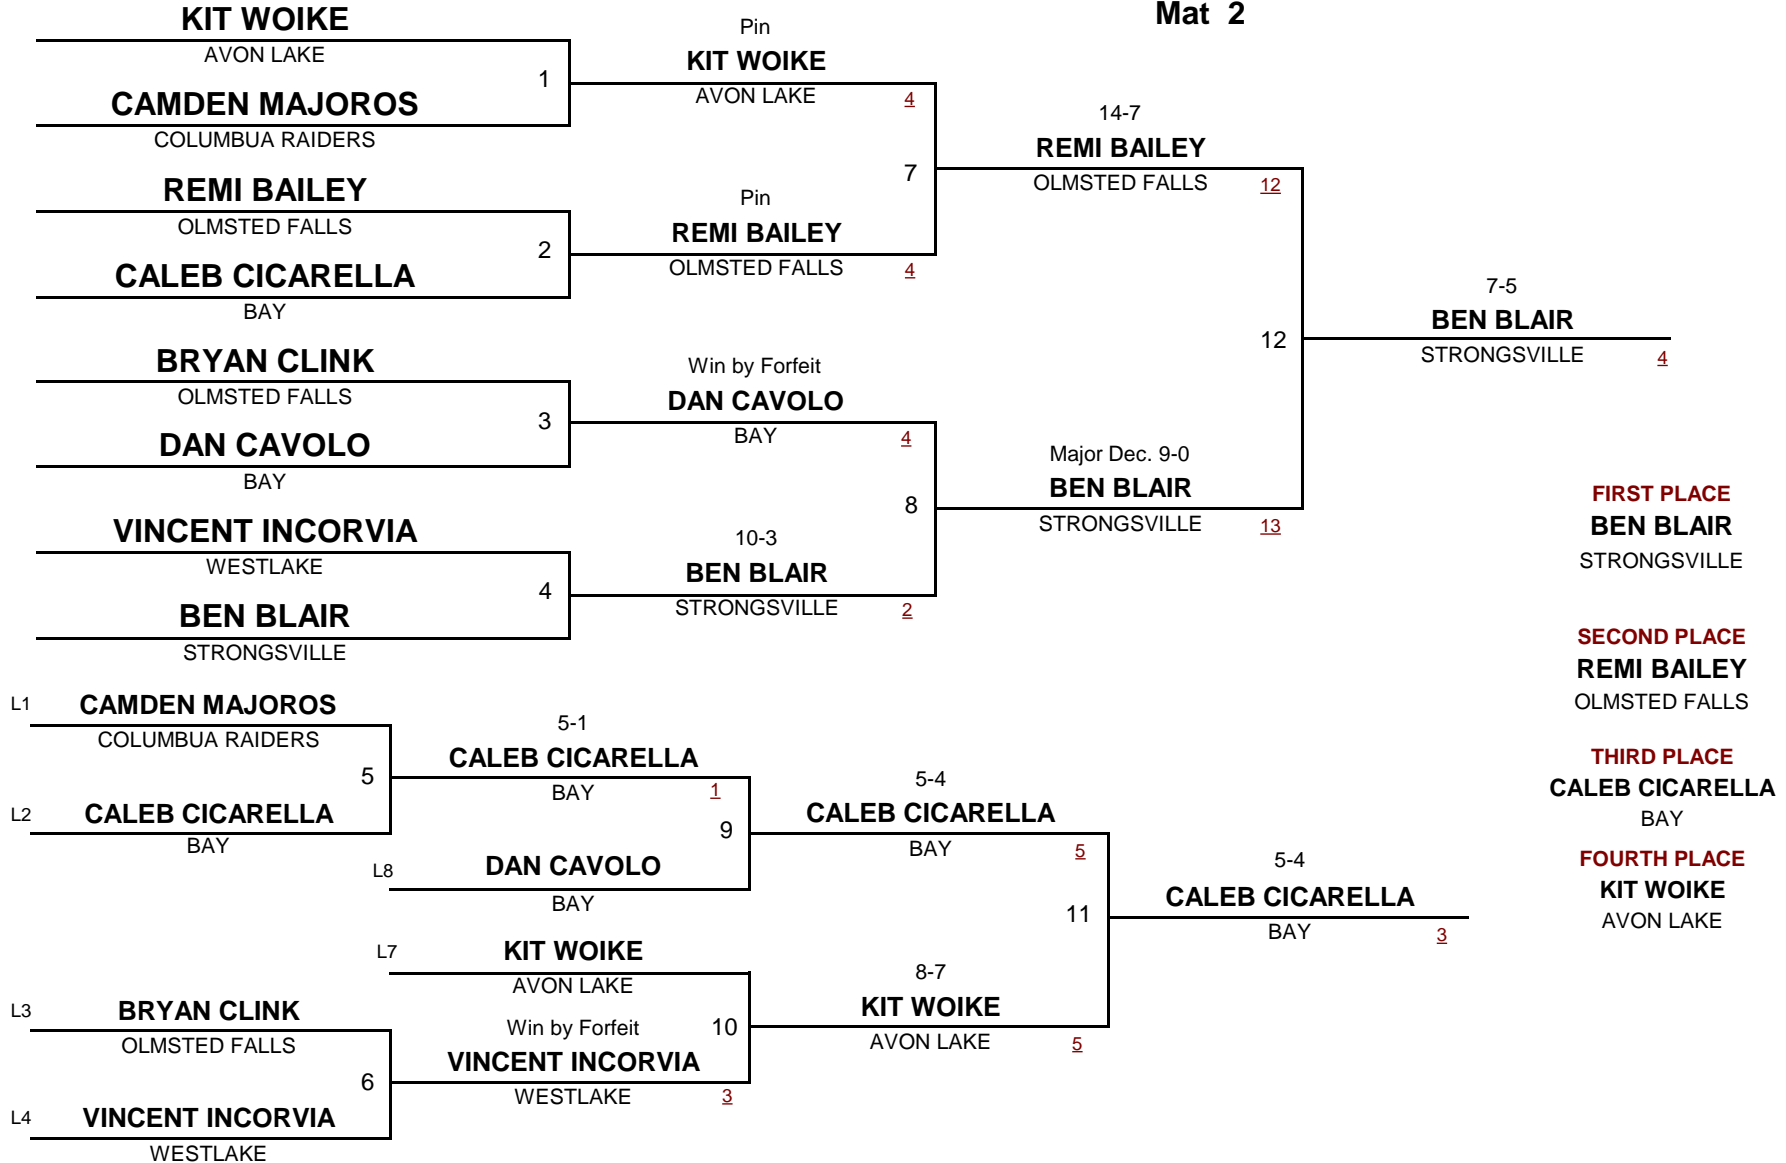 Mat 2
KIT WOIKE
AVON LAKE
1
CAMDEN MAJOROS
COLUMBUA RAIDERS
Pin
KIT WOIKE
AVON LAKE 4
REMI BAILEY
OLMSTED FALLS
2
CALEB CICARELLA
BAY
Pin
REMI BAILEY
OLMSTED FALLS 4
7
14-7
REMI BAILEY
OLMSTED FALLS 12
BRYAN CLINK
OLMSTED FALLS
3
DAN CAVOLO
BAY
Win by Forfeit
DAN CAVOLO
BAY 4
VINCENT INCORVIA
WESTLAKE
4
BEN BLAIR
STRONGSVILLE
10-3
BEN BLAIR
STRONGSVILLE 2
8
Major Dec. 9-0
BEN BLAIR
STRONGSVILLE 13
12
7-5
BEN BLAIR
STRONGSVILLE 4
FIRST PLACE
BEN BLAIR
STRONGSVILLE
SECOND PLACE
REMI BAILEY
OLMSTED FALLS
THIRD PLACE
CALEB CICARELLA
BAY
FOURTH PLACE
KIT WOIKE
AVON LAKE
L1 CAMDEN MAJOROS
COLUMBUA RAIDERS
5
L2 CALEB CICARELLA
BAY
5-1
CALEB CICARELLA
BAY 1
9
L8 DAN CAVOLO
BAY
5-4
CALEB CICARELLA
BAY 5
L7 KIT WOIKE
AVON LAKE
L3 BRYAN CLINK
OLMSTED FALLS
6
L4 VINCENT INCORVIA
WESTLAKE
Win by Forfeit
VINCENT INCORVIA
WESTLAKE 3
10
8-7
KIT WOIKE
AVON LAKE 5
11
5-4
CALEB CICARELLA
BAY 3